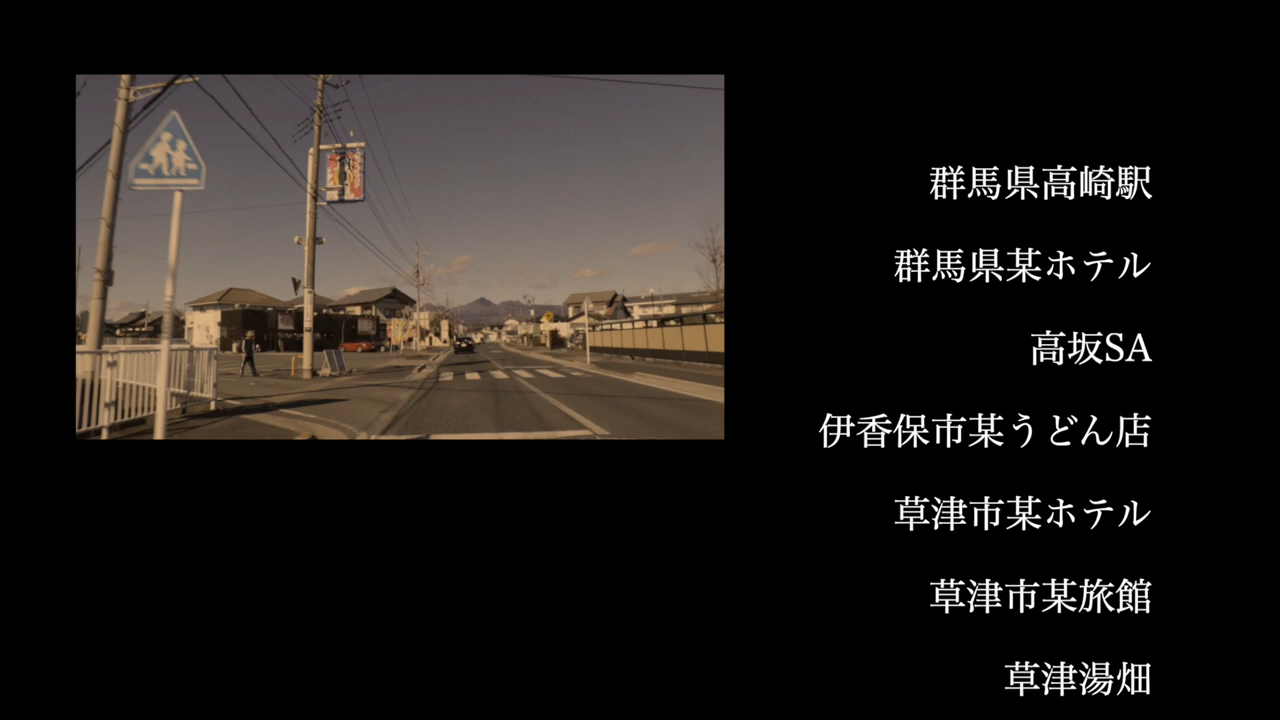 群馬県高崎駅
群馬県某ホテル
高坂SA
伊香保市某うどん店
草津市某ホテル
草津市某旅館
草津湯畑